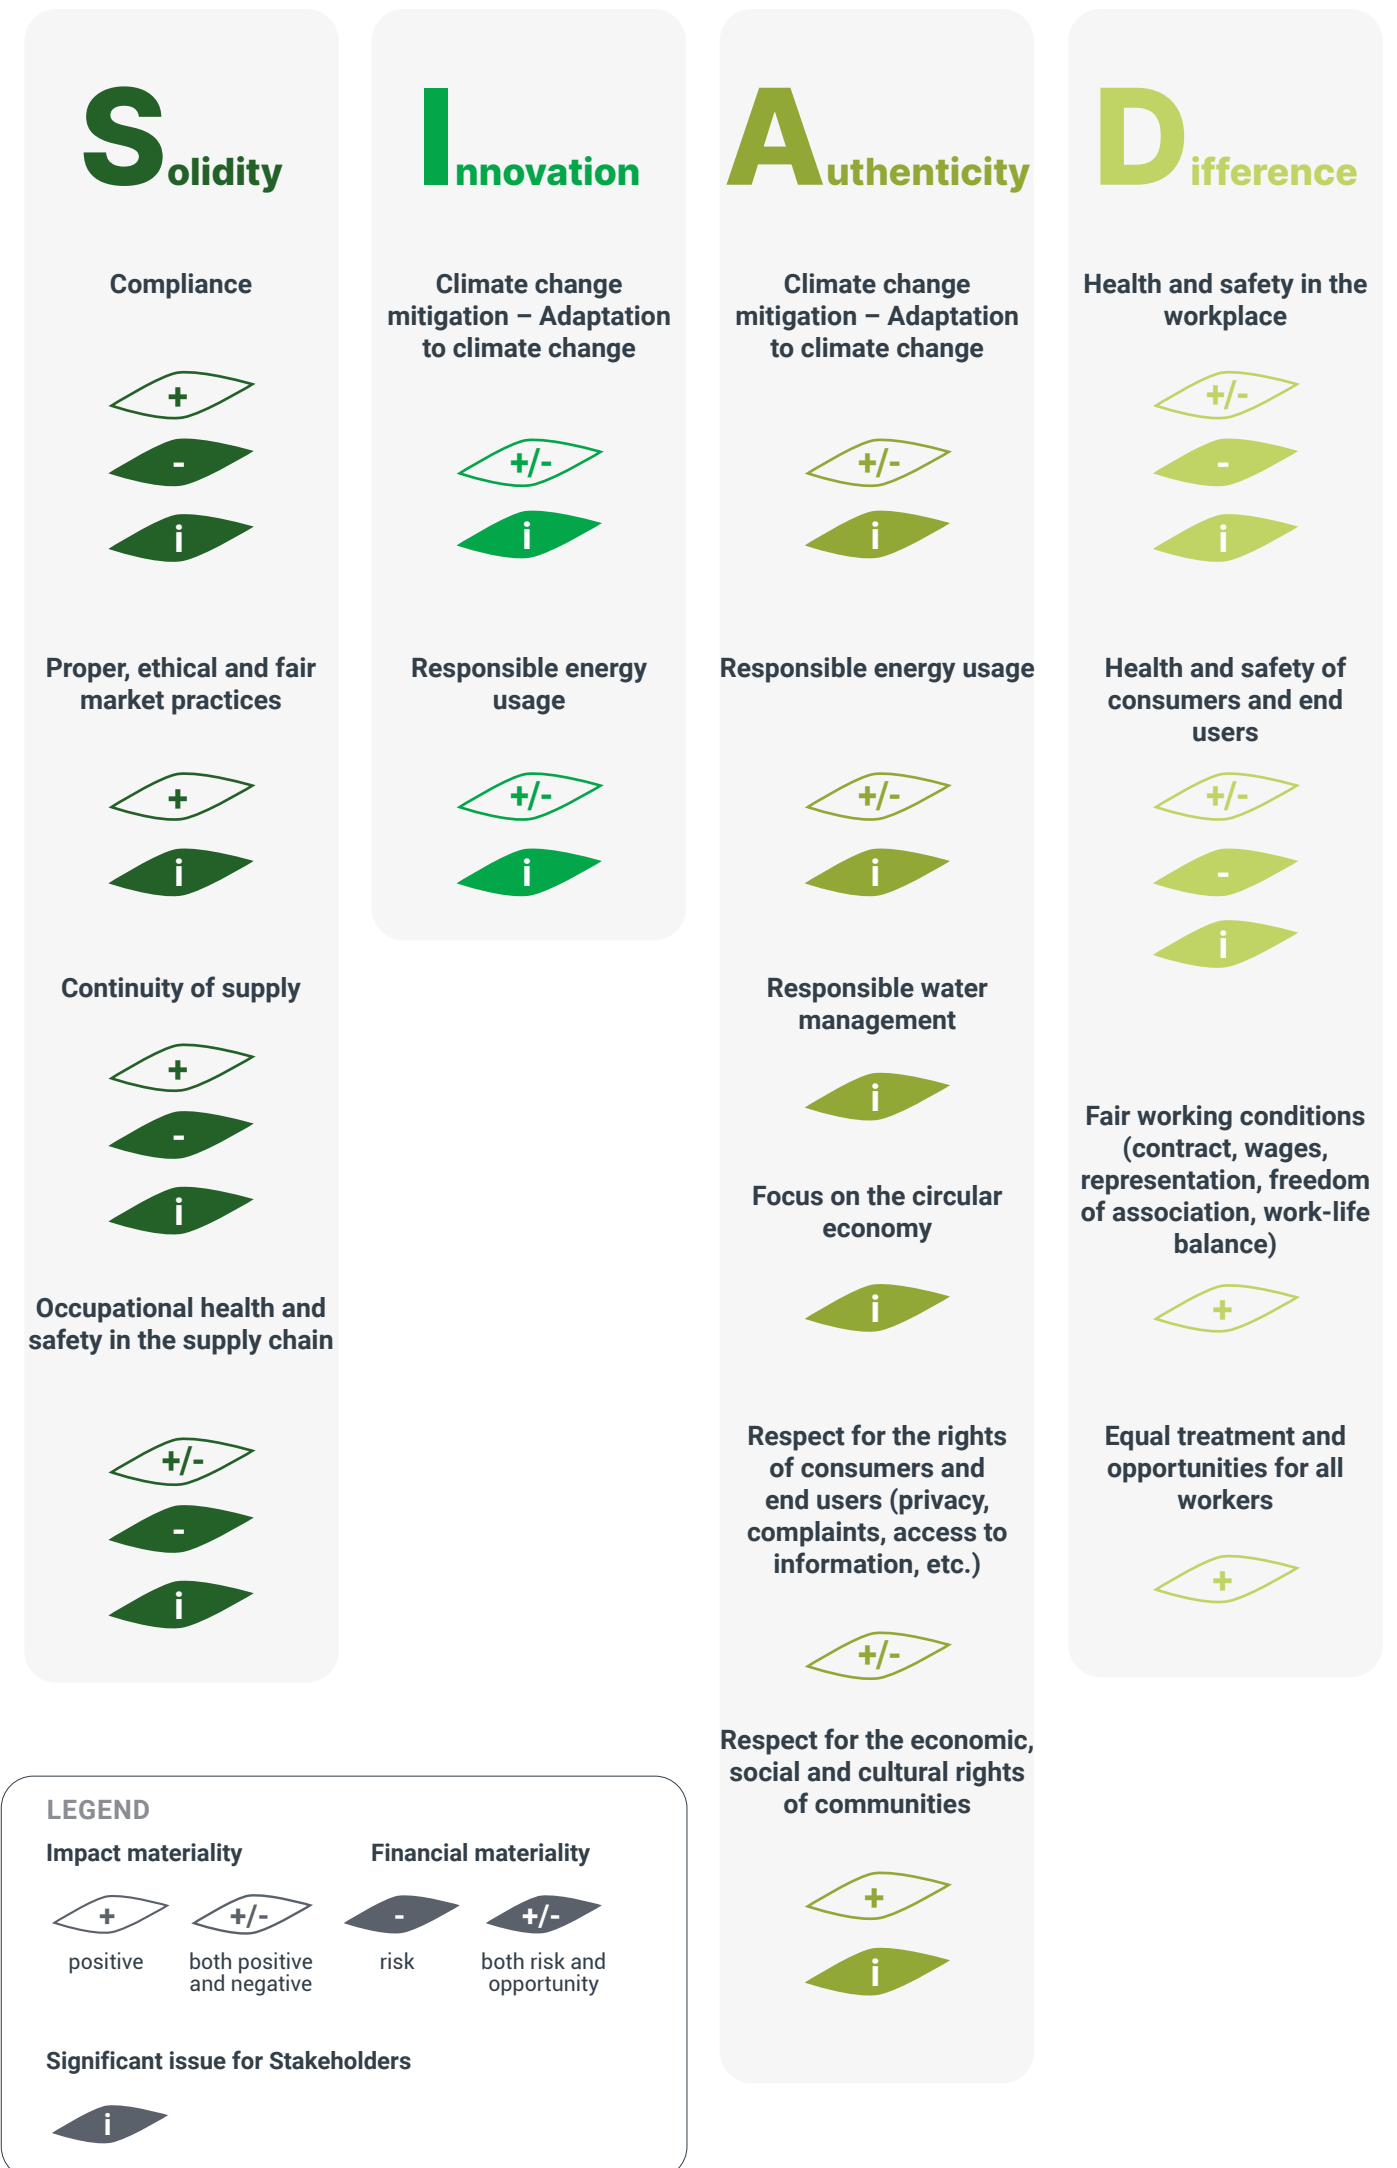 Solidity
Compliance
+
-
i
Proper, ethical and fair
market practices
+
i
Continuity of supply
+
-
i
Occupational health and
safety in the supply chain
+/-
-
i
Innovation
Climate change
mitigation – Adaptation
to climate change
+/-
i
Responsible energy
usage
+/-
i
Authenticity
Climate change
mitigation – Adaptation
to climate change
+/-
i
Responsible energy usage
+/-
i
Responsible water
management
i
Focus on the circular
economy
i
Respect for the rights
of consumers and
end users (privacy,
complaints, access to
information, etc.)
+/-
Respect for the economic,
social and cultural rights
of communities
+
i
Difference
Health and safety in the
workplace
+/-
-
i
Health and safety of
consumers and end
users
+/-
-
i
Fair working conditions
(contract, wages,
representation, freedom
of association, work-life
balance)
+
Equal treatment and
opportunities for all
workers
+
LEGEND
Impact materiality
+
positive
+/-
both positive
and negative
Financial materiality
-
risk
+/-
both risk and
opportunity
Significant issue for Stakeholders
i